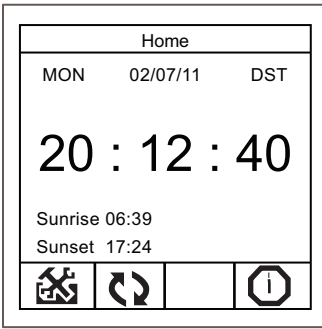 Home
MON 02/07/11 DST
20 : 12 : 40
Sunrise 06:39
Sunset 17:24
i